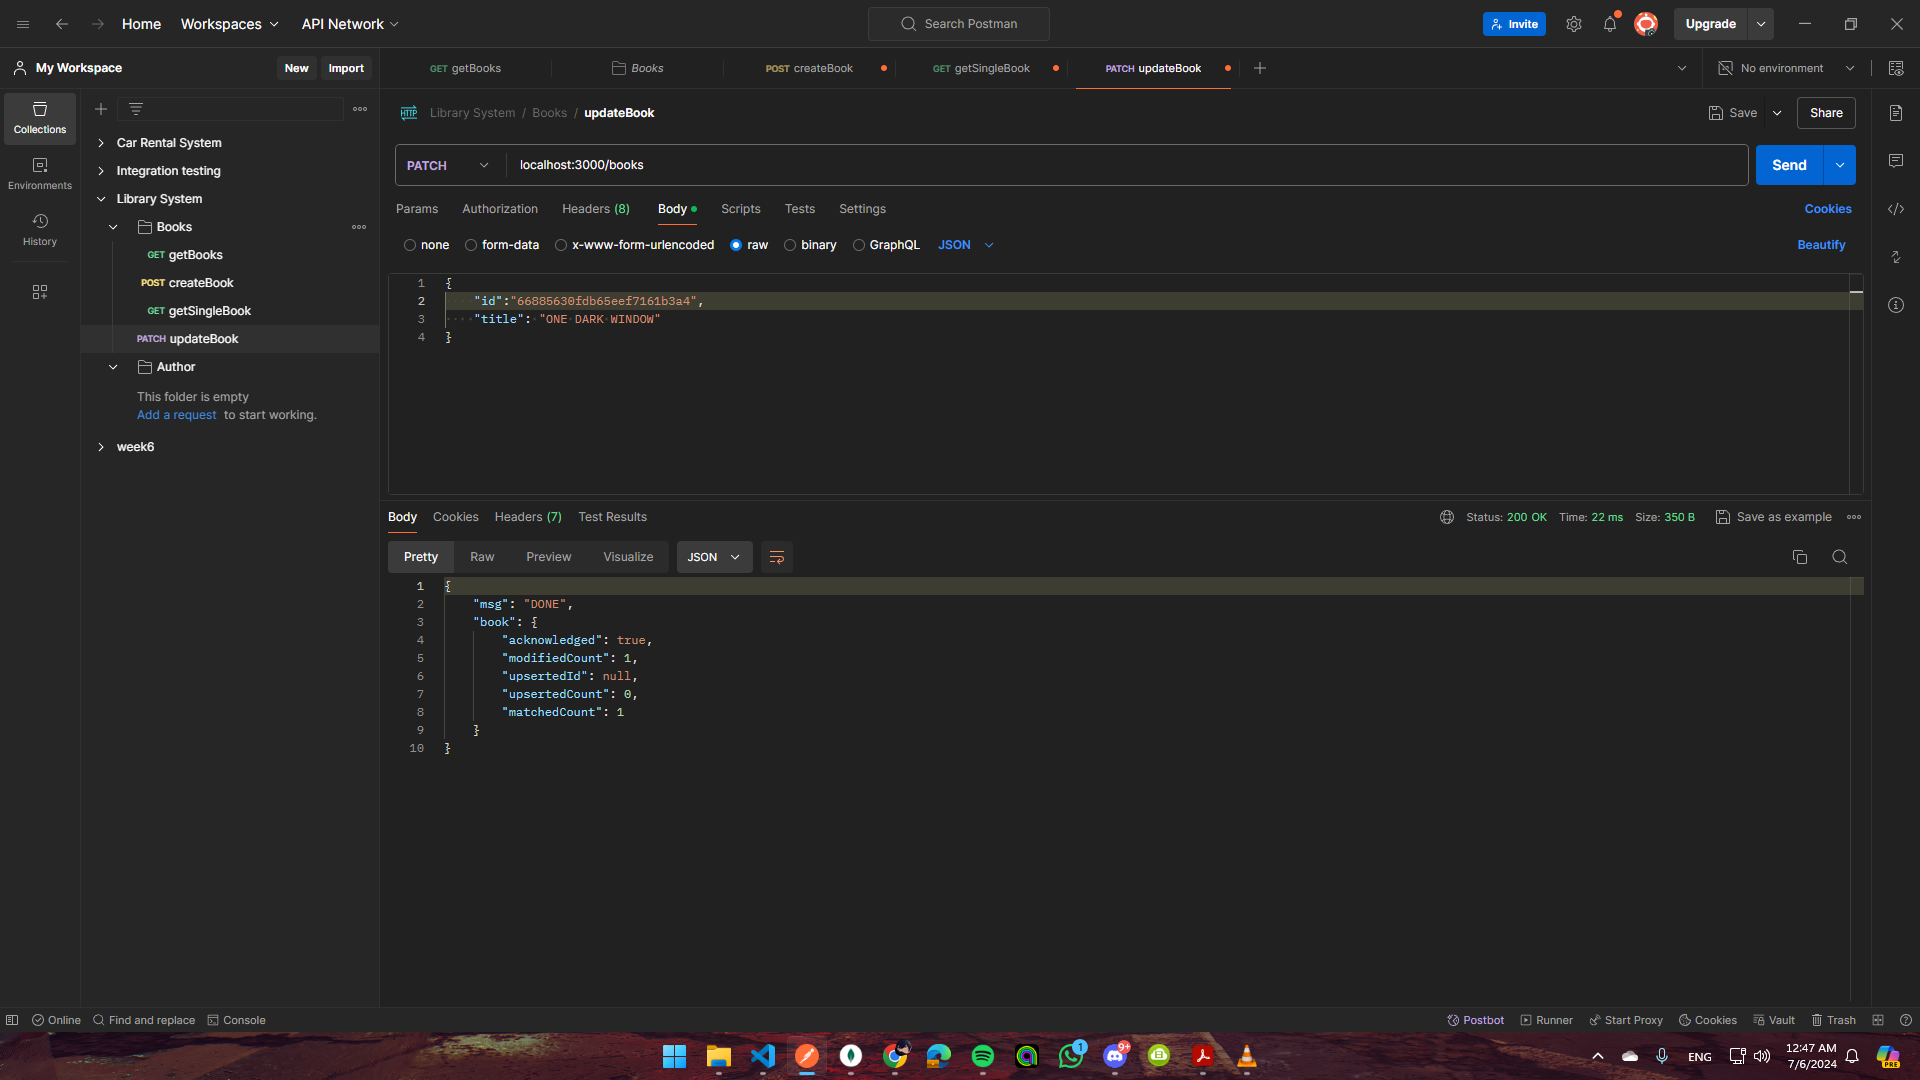 Home Workspaces API Network Search Postman Invite Upgrade
My Workspace New Import GET getBooks Books POST createBook GET getSingleBook PATCH updateBook No environment
Collections
Environments
History
Car Rental System
Integration testing
Library System
Books
GET getBooks
POST createBook
GET getSingleBook
PATCH updateBook
Author
This folder is empty
Add a request to start working.
week6
HTTP Library System / Books / updateBook Save Share
PATCH localhost:3000/books Send
Params Authorization Headers (8) Body Scripts Tests Settings Cookies
none form-data x-www-form-urlencoded raw binary GraphQL JSON Beautify
1 {
2 "id":"66885630fdb65eef7161b3a4",
3 "title": "ONE DARK WINDOW"
4 }
Body Cookies Headers (7) Test Results Status: 200 OK Time: 22 ms Size: 350 B Save as example
Pretty Raw Preview Visualize JSON
1 {
2 "msg": "DONE",
3 "book": {
4 "acknowledged": true,
5 "modifiedCount": 1,
6 "upsertedId": null,
7 "upsertedCount": 0,
8 "matchedCount": 1
9 }
10 }
Online Find and replace Console Postbot Runner Start Proxy Cookies Vault Trash
1 9+ ENG 12:47 AM PRE
7/6/2024